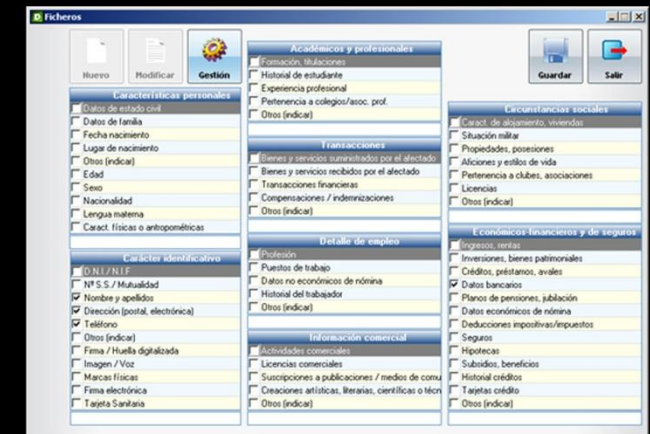 Ficheros
Nuevo
Modificar
Gestión
Guardar
Salir
Características personales
Datos de estado civil
Datos de familia
Fecha nacimiento
Lugar de nacimiento
Otros (indicar)
Edad
Sexo
Nacionalidad
Lengua materna
Caract. físicas o antropométricas
Carácter identificativo
D.N.I./N.I.F
Nº S.S./ Mutualidad
Nombre y apellidos
Dirección (postal, electrónica)
Teléfono
Otros (indicar)
Firma / Huella digitalizada
Imagen / Voz
Marcas físicas
Firma electrónica
Tarjeta Sanitaria
Académicos y profesionales
Formación, titulaciones
Historial de estudiante
Experiencia profesional
Pertenencia a colegios/asoc. prof.
Otros (indicar)
Transacciones
Bienes y servicios suministrados por el afectado
Bienes y servicios recibidos por el afectado
Transacciones financieras
Compensaciones / indemnizaciones
Otros (indicar)
Detalle de empleo
Profesión
Puestos de trabajo
Datos no económicos de nómina
Historial del trabajador
Otros (indicar)
Información comercial
Actividades comerciales
Licencias comerciales
Suscripciones a publicaciones / medios de comu
Creaciones artísticas, literarias, científicas o técn
Otros (indicar)
Circunstancias sociales
Caract. de alojamiento, viviendas
Situación militar
Propiedades, posesiones
Aficiones y estilos de vida
Pertenencia a clubes, asociaciones
Licencias
Otros (indicar)
Económicos-financieros y de seguros
Ingresos, rentas
Inversiones, bienes patrimoniales
Créditos, préstamos, avales
Datos bancarios
Planos de pensiones, jubilación
Datos económicos de nómina
Deducciones impositivas/impuestos
Seguros
Hipotecas
Subsidios, beneficios
Historial créditos
Tarjetas crédito
Otros (indicar)